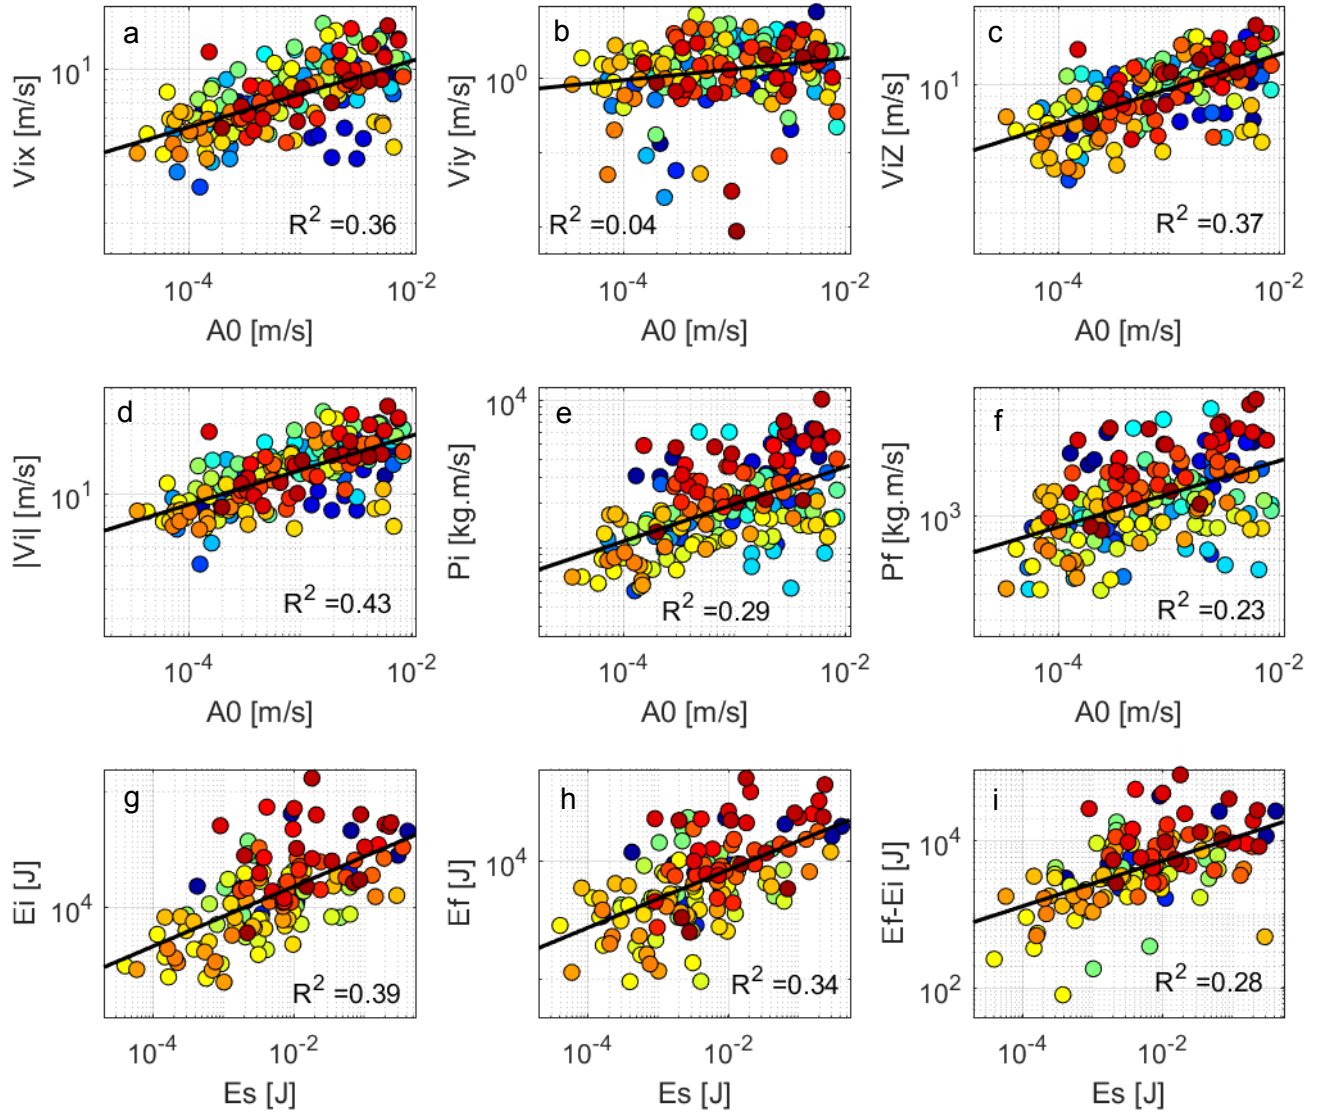 a
Vix [m/s]
10^1
R^2 =0.36
10^-4 10^-2
A0 [m/s]
b
Viy [m/s]
10^0
R^2 =0.04
10^-4 10^-2
A0 [m/s]
c
ViZ [m/s]
10^1
R^2 =0.37
10^-4 10^-2
A0 [m/s]
d
|Vi| [m/s]
10^1
R^2 =0.43
10^-4 10^-2
A0 [m/s]
e
Pi [kg.m/s]
10^4
R^2 =0.29
10^-4 10^-2
A0 [m/s]
f
Pf [kg.m/s]
10^3
R^2 =0.23
10^-4 10^-2
A0 [m/s]
g
Ei [J]
10^4
R^2 =0.39
10^-4 10^-2
Es [J]
h
Ef [J]
10^4
R^2 =0.34
10^-4 10^-2
Es [J]
i
Ef-Ei [J]
10^4
10^2
R^2 =0.28
10^-4 10^-2
Es [J]